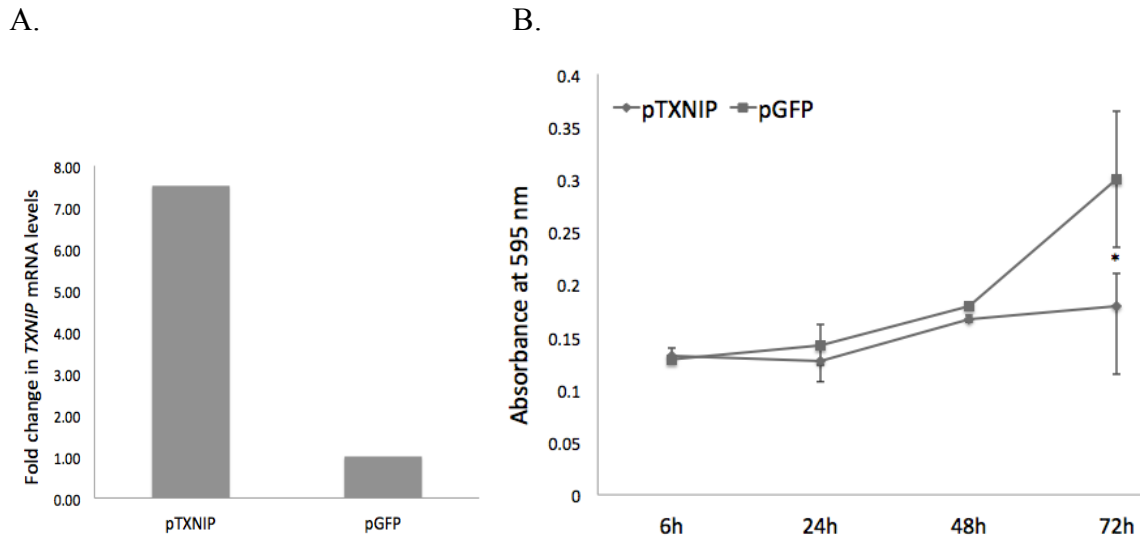 A.
B.
Fold change in TXNIP mRNA levels
8.00
7.00
6.00
5.00
4.00
3.00
2.00
1.00
0.00
pTXNIP
pGFP
Absorbance at 595 nm
pTXNIP
pGFP
0.4
0.35
0.3
0.25
0.2
0.15
0.1
0.05
0
*
6h
24h
48h
72h